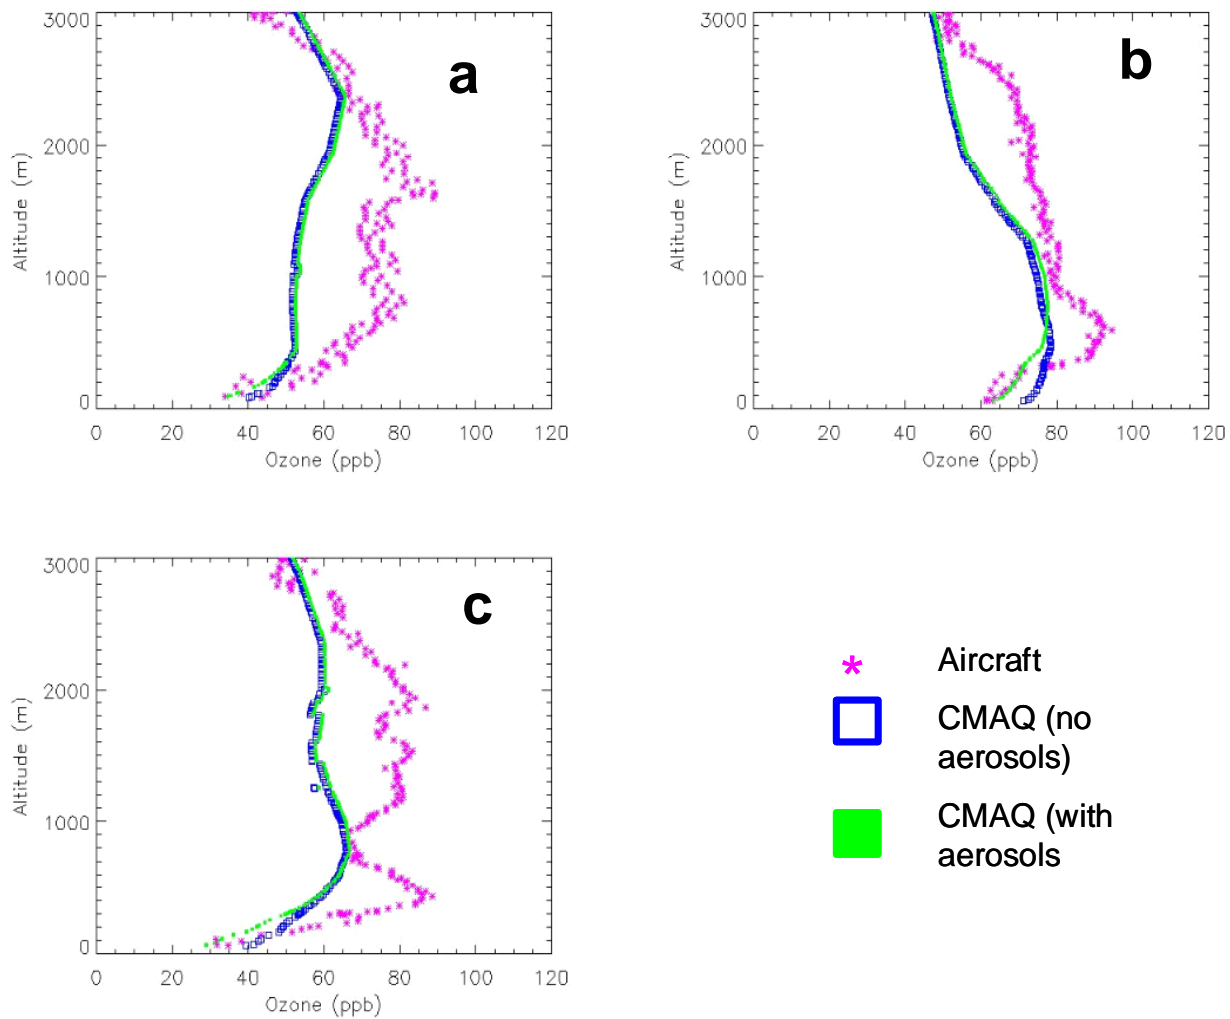 3000
2000
1000
0
Altitude (m)
a
0 20 40 60 80 100 120
Ozone (ppb)
3000
2000
1000
0
Altitude (m)
b
0 20 40 60 80 100 120
Ozone (ppb)
3000
2000
1000
0
Altitude (m)
c
0 20 40 60 80 100 120
Ozone (ppb)
Aircraft
CMAQ (no
aerosols)
CMAQ (with
aerosols